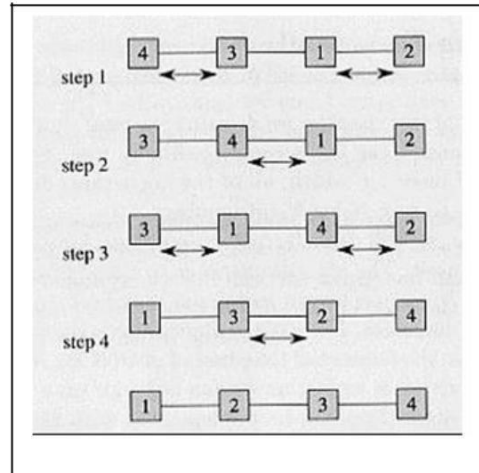 4 3 1 2
step 1
3 4 1 2
step 2
3 1 4 2
step 3
1 3 2 4
step 4
1 2 3 4